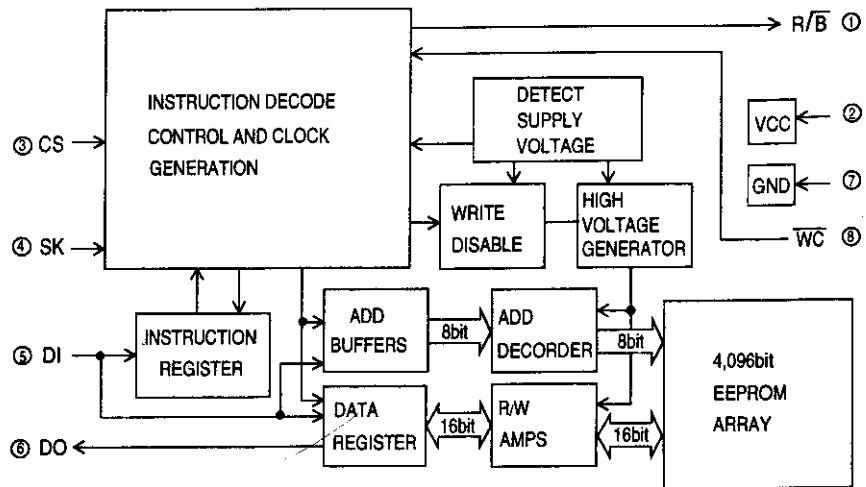 R/B̅ ①
INSTRUCTION DECODE
CONTROL AND CLOCK
GENERATION
DETECT
SUPPLY
VOLTAGE
VCC ②
③ CS
GND ⑦
WRITE
DISABLE
HIGH
VOLTAGE
GENERATOR
④ SK
W̅C̅ ⑧
INSTRUCTION
REGISTER
ADD
BUFFERS
8bit
ADD
DECORDER
8bit
4,096bit
EEPROM
ARRAY
⑤ DI
DATA
REGISTER
16bit
R/W
AMPS
16bit
⑥ DO